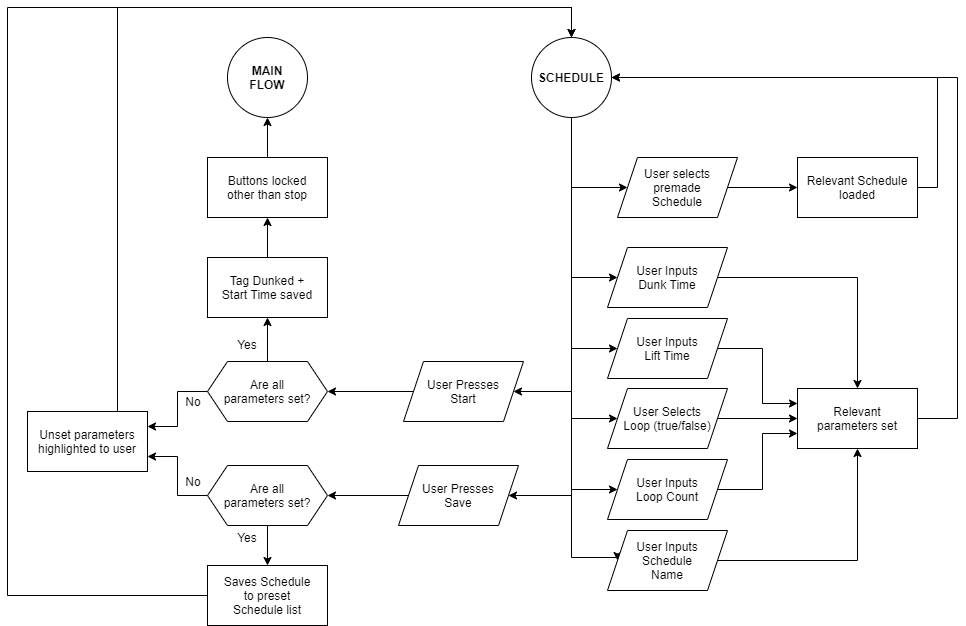 MAIN
FLOW
SCHEDULE
User selects
premade
Schedule
Relevant Schedule
loaded
Buttons locked
other than stop
User Inputs
Dunk Time
Tag Dunked +
Start Time saved
User Inputs
Lift Time
Yes
Are all
parameters set?
User Presses
Start
No
User Selects
Loop (true/false)
Relevant
parameters set
Unset parameters
highlighted to user
No
Are all
parameters set?
User Presses
Save
User Inputs
Loop Count
Yes
User Inputs
Schedule
Name
Saves Schedule
to preset
Schedule list